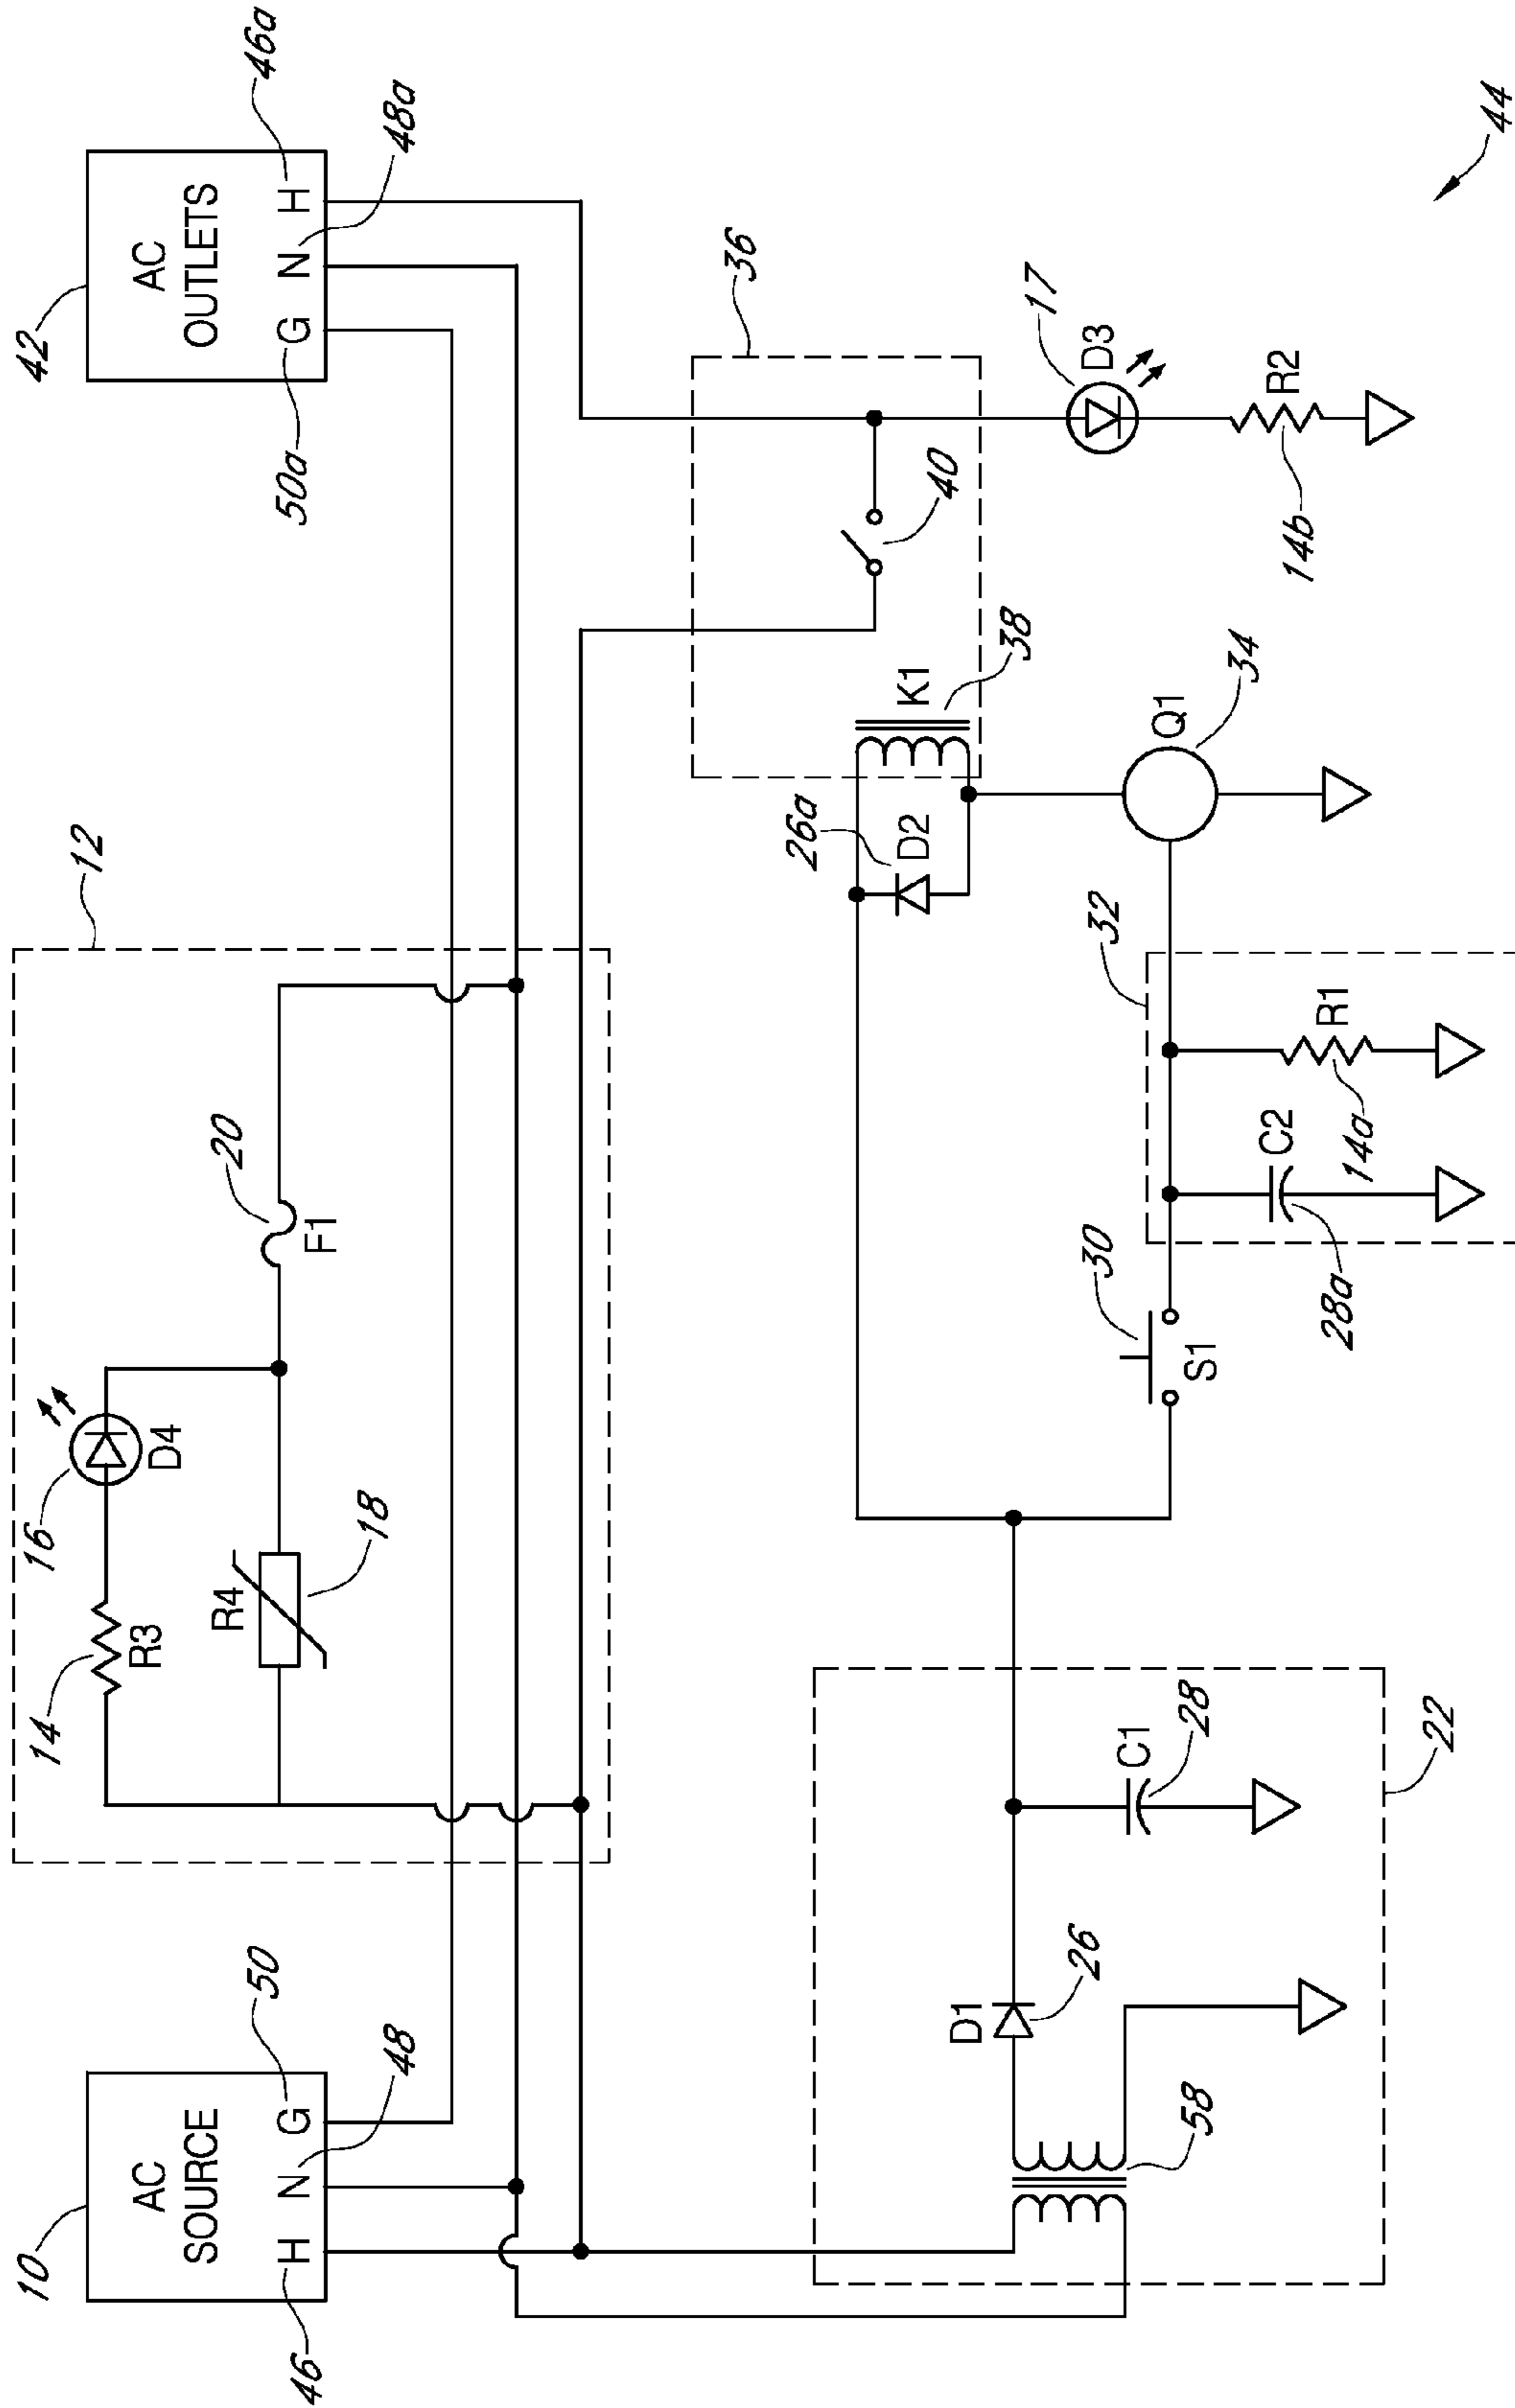 10
AC
SOURCE
H N G
46
48
50
12
14
R3
16
D4
R4
18
20
F1
42
AC
OUTLETS
G N H
50a
48a
46a
22
58
D1
26
C1
28
30
S1
32
C2
28a
R1
14a
26a
D2
K1
38
36
40
Q1
34
17
D3
R2
14b
44